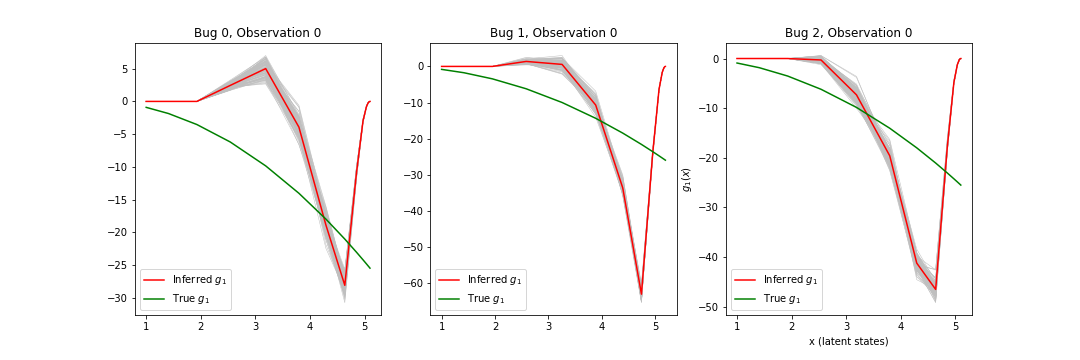 Bug 0, Observation 0
5
0
−5
−10
−15
−20
−25
−30
1 2 3 4 5
Inferred g₁
True g₁
Bug 1, Observation 0
0
−10
−20
−30
−40
−50
−60
1 2 3 4 5
Inferred g₁
True g₁
Bug 2, Observation 0
g₁(x)
0
−10
−20
−30
−40
−50
1 2 3 4 5
x (latent states)
Inferred g₁
True g₁